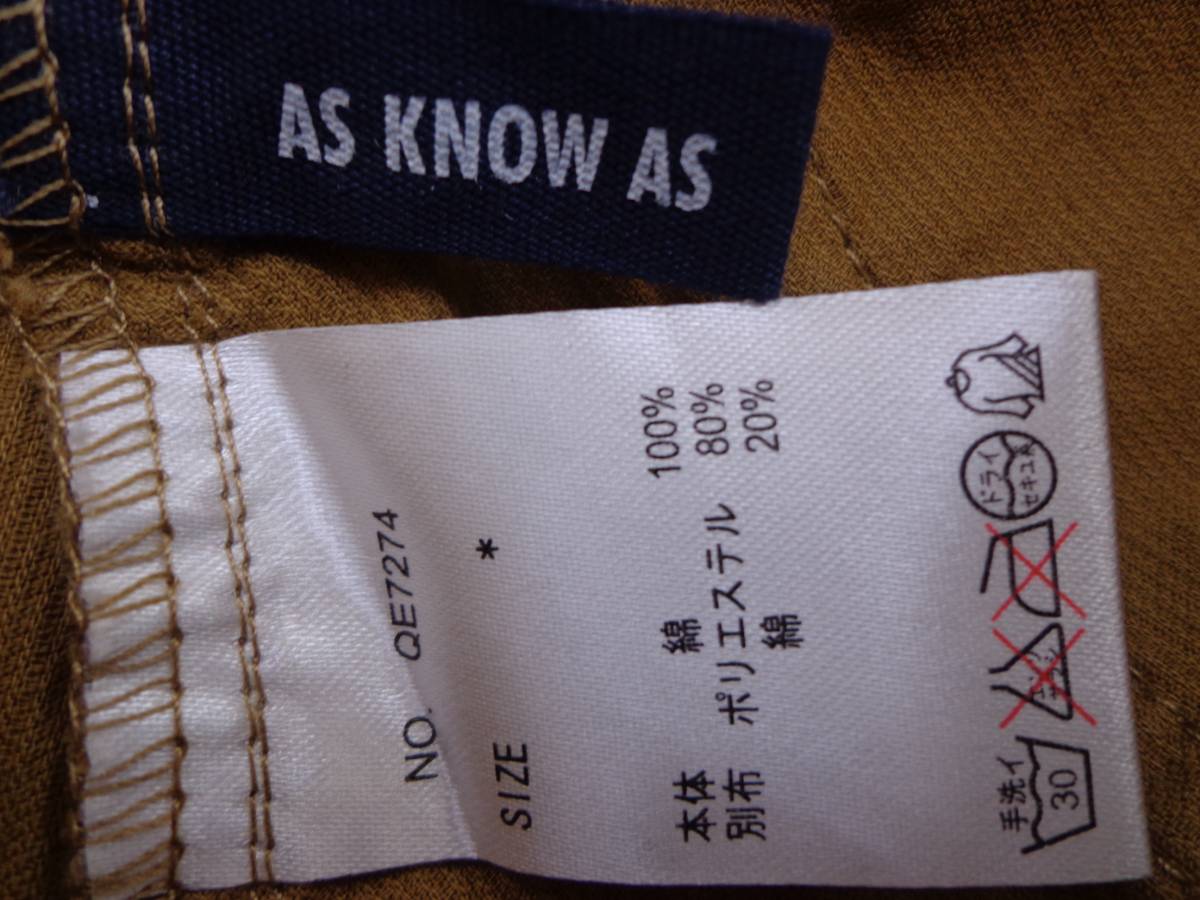 AS KNOW AS
NO. QE7274
SIZE *
本体 綿 100%
別布 ポリエステル 80%
綿 20%
手洗イ 30
ドライ
セキユ系